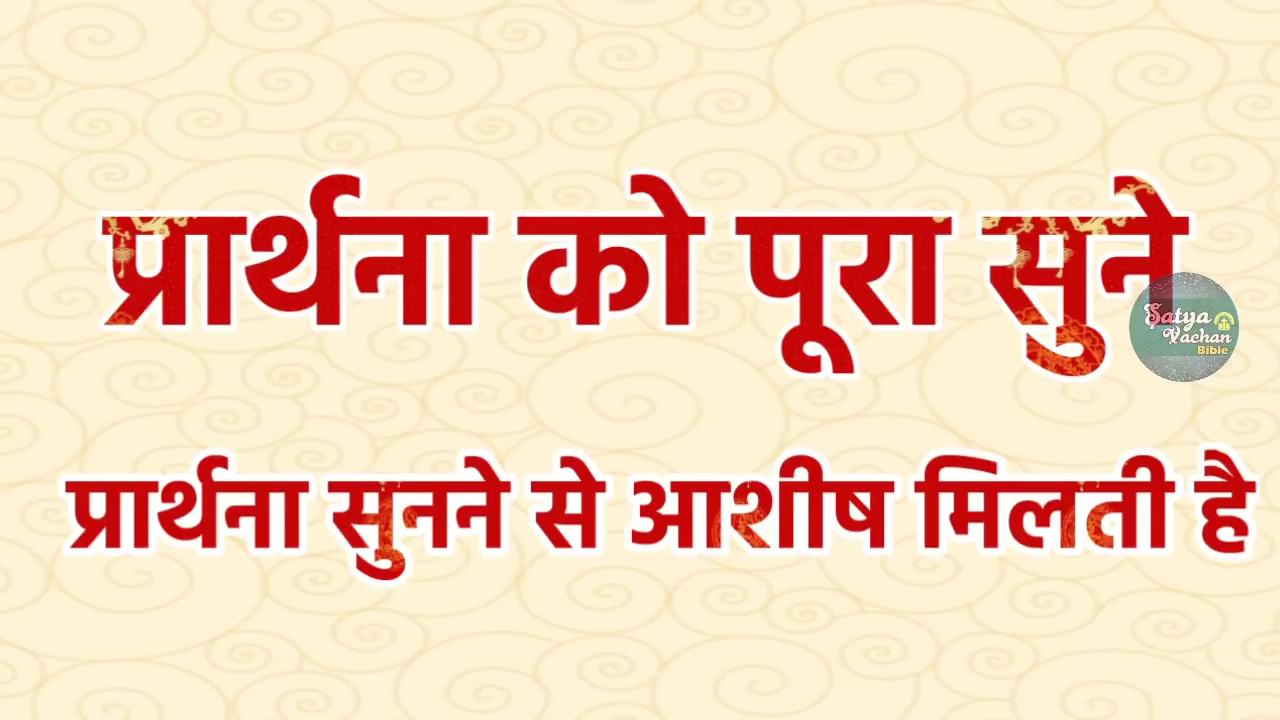 प्रार्थना को पूरा सुने
Satya
Vachan
Bible
प्रार्थना सुनने से आशीष मिलती है